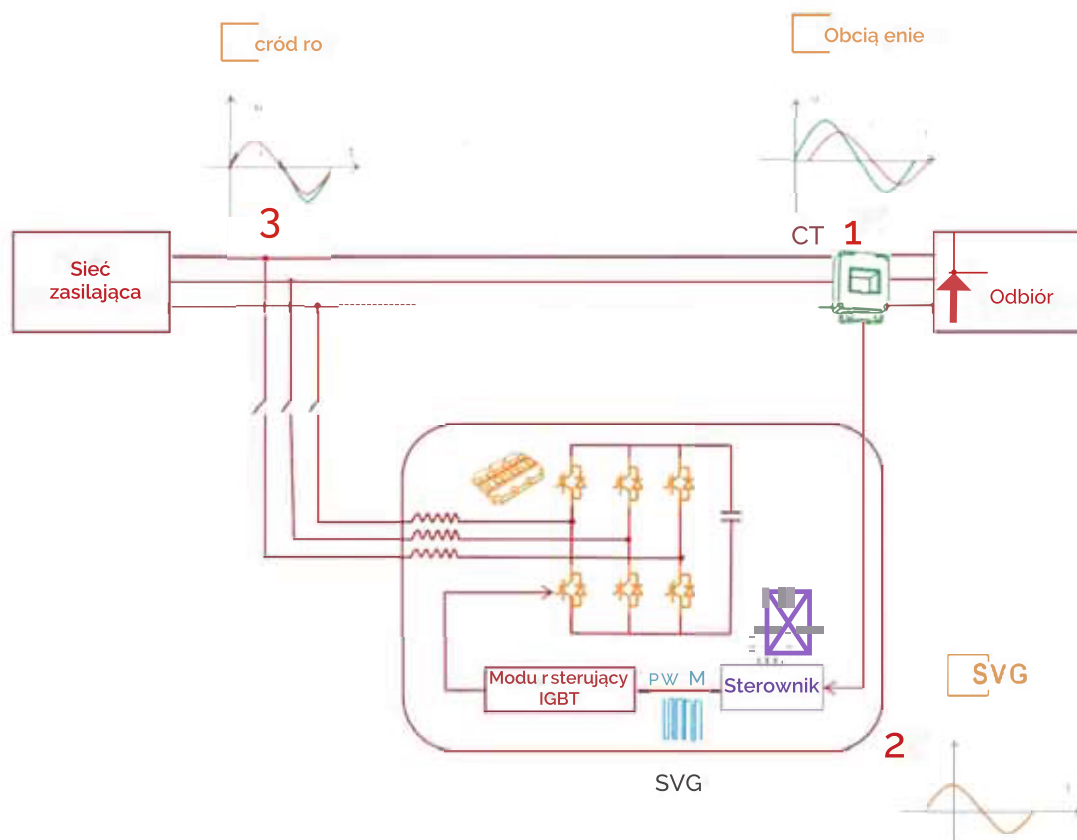 cród ro
Obcią enie
3
CT 1
Sieć
zasilająca
Odbiór
Modu r sterujący
IGBT
PW M
Sterownik
SVG
2
SVG